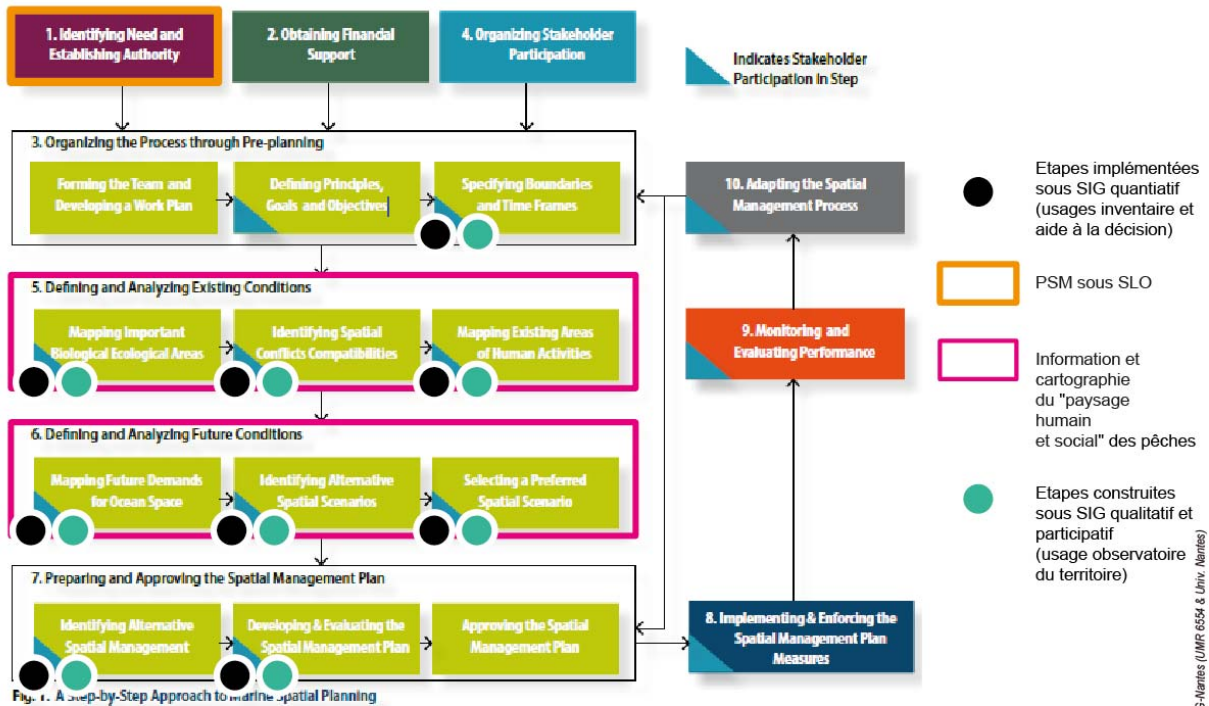 1. Identifying Need and
Establishing Authority
2. Obtaining Financial
Support
4. Organizing Stakeholder
Participation
Indicates Stakeholder
Participation in Step
3. Organizing the Process through Pre-planning
Forming the Team and
Developing a Work Plan
Defining Principles,
Goals and Objectives
Specifying Boundaries
and Time Frames
10. Adapting the Spatial
Management Process
Etapes implémentées
sous SIG quantiatif
(usages inventaire et
aide à la décision)
PSM sous SLO
5. Defining and Analyzing Existing Conditions
Mapping Important
Biological Ecological Areas
Identifying Spatial
Conflicts Compatibilities
Mapping Existing Areas
of Human Activities
9. Monitoring and
Evaluating Performance
Information et
cartographie
du "paysage
humain
et social" des pêches
6. Defining and Analyzing Future Conditions
Mapping Future Demands
for Ocean Space
Identifying Alternative
Spatial Scenarios
Selecting a Preferred
Spatial Scenario
Etapes construites
sous SIG qualitatif et
participatif
(usage observatoire
du territoire)
7. Preparing and Approving the Spatial Management Plan
Identifying Alternative
Spatial Management
Developing & Evaluating the
Spatial Management Plan
Approving the Spatial
Management Plan
8. Implementing & Enforcing the
Spatial Management Plan
Measures
Fig. 1. A Step-by-Step Approach to Marine Spatial Planning
G-Nantes (UMR 6554 & Univ. Nantes)